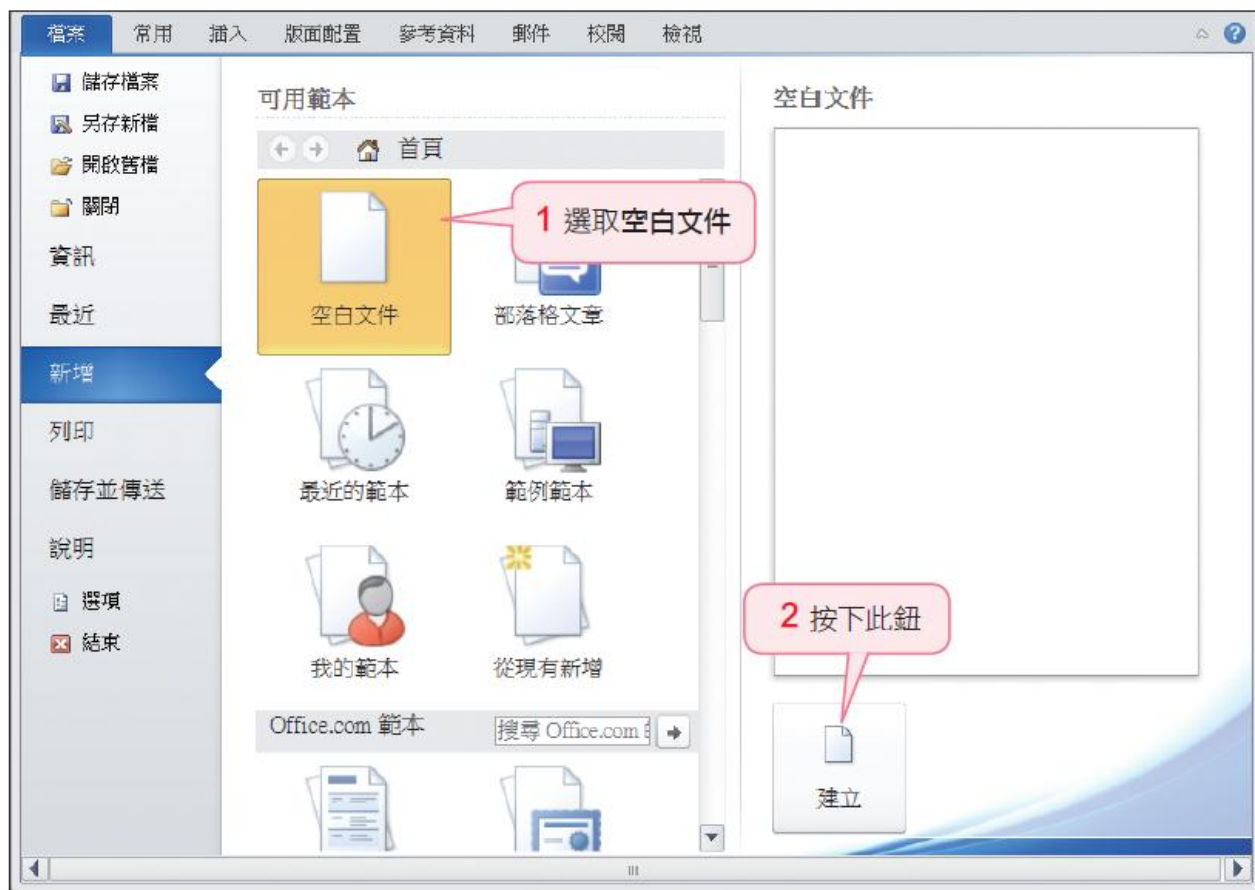 檔案 常用 插入 版面配置 參考資料 郵件 校閱 檢視
儲存檔案
另存新檔
開啟舊檔
關閉
資訊
最近
新增
列印
儲存並傳送
說明
選項
結束
可用範本
首頁
1 選取空白文件
空白文件 部落格文章
最近的範本 範例範本
我的範本 從現有新增
Office.com 範本 搜尋 Office.com
空白文件
2 按下此鈕
建立